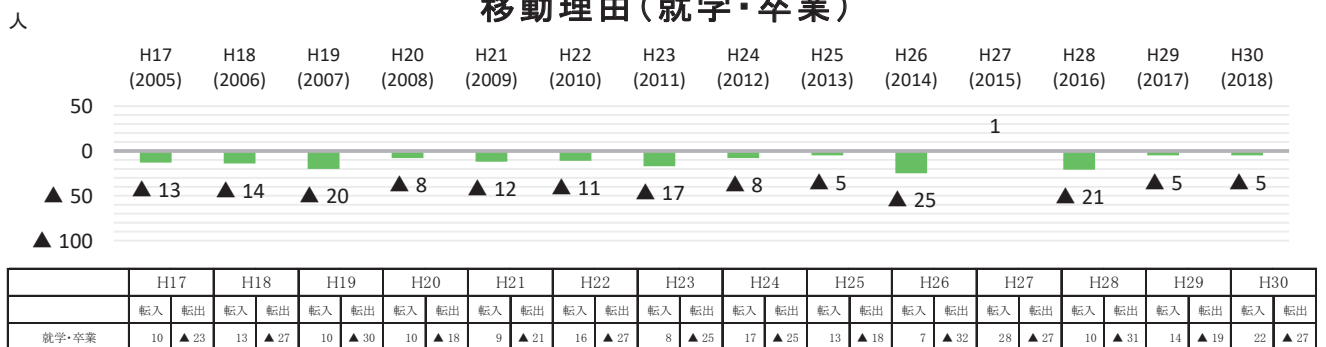 移動理由(就学・卒業)
人
H17 H18 H19 H20 H21 H22 H23 H24 H25 H26 H27 H28 H29 H30
(2005) (2006) (2007) (2008) (2009) (2010) (2011) (2012) (2013) (2014) (2015) (2016) (2017) (2018)
50
1
0
▲ 13 ▲ 14 ▲ 20 ▲ 8 ▲ 12 ▲ 11 ▲ 17 ▲ 8 ▲ 5 ▲ 25 ▲ 21 ▲ 5 ▲ 5
▲ 50
▲ 100
H17 H18 H19 H20 H21 H22 H23 H24 H25 H26 H27 H28 H29 H30
転入 転出 転入 転出 転入 転出 転入 転出 転入 転出 転入 転出 転入 転出 転入 転出 転入 転出 転入 転出 転入 転出 転入 転出 転入 転出 転入 転出
就学・卒業 10 ▲ 23 13 ▲ 27 10 ▲ 30 10 ▲ 18 9 ▲ 21 16 ▲ 27 8 ▲ 25 17 ▲ 25 13 ▲ 18 7 ▲ 32 28 ▲ 27 10 ▲ 31 14 ▲ 19 22 ▲ 27